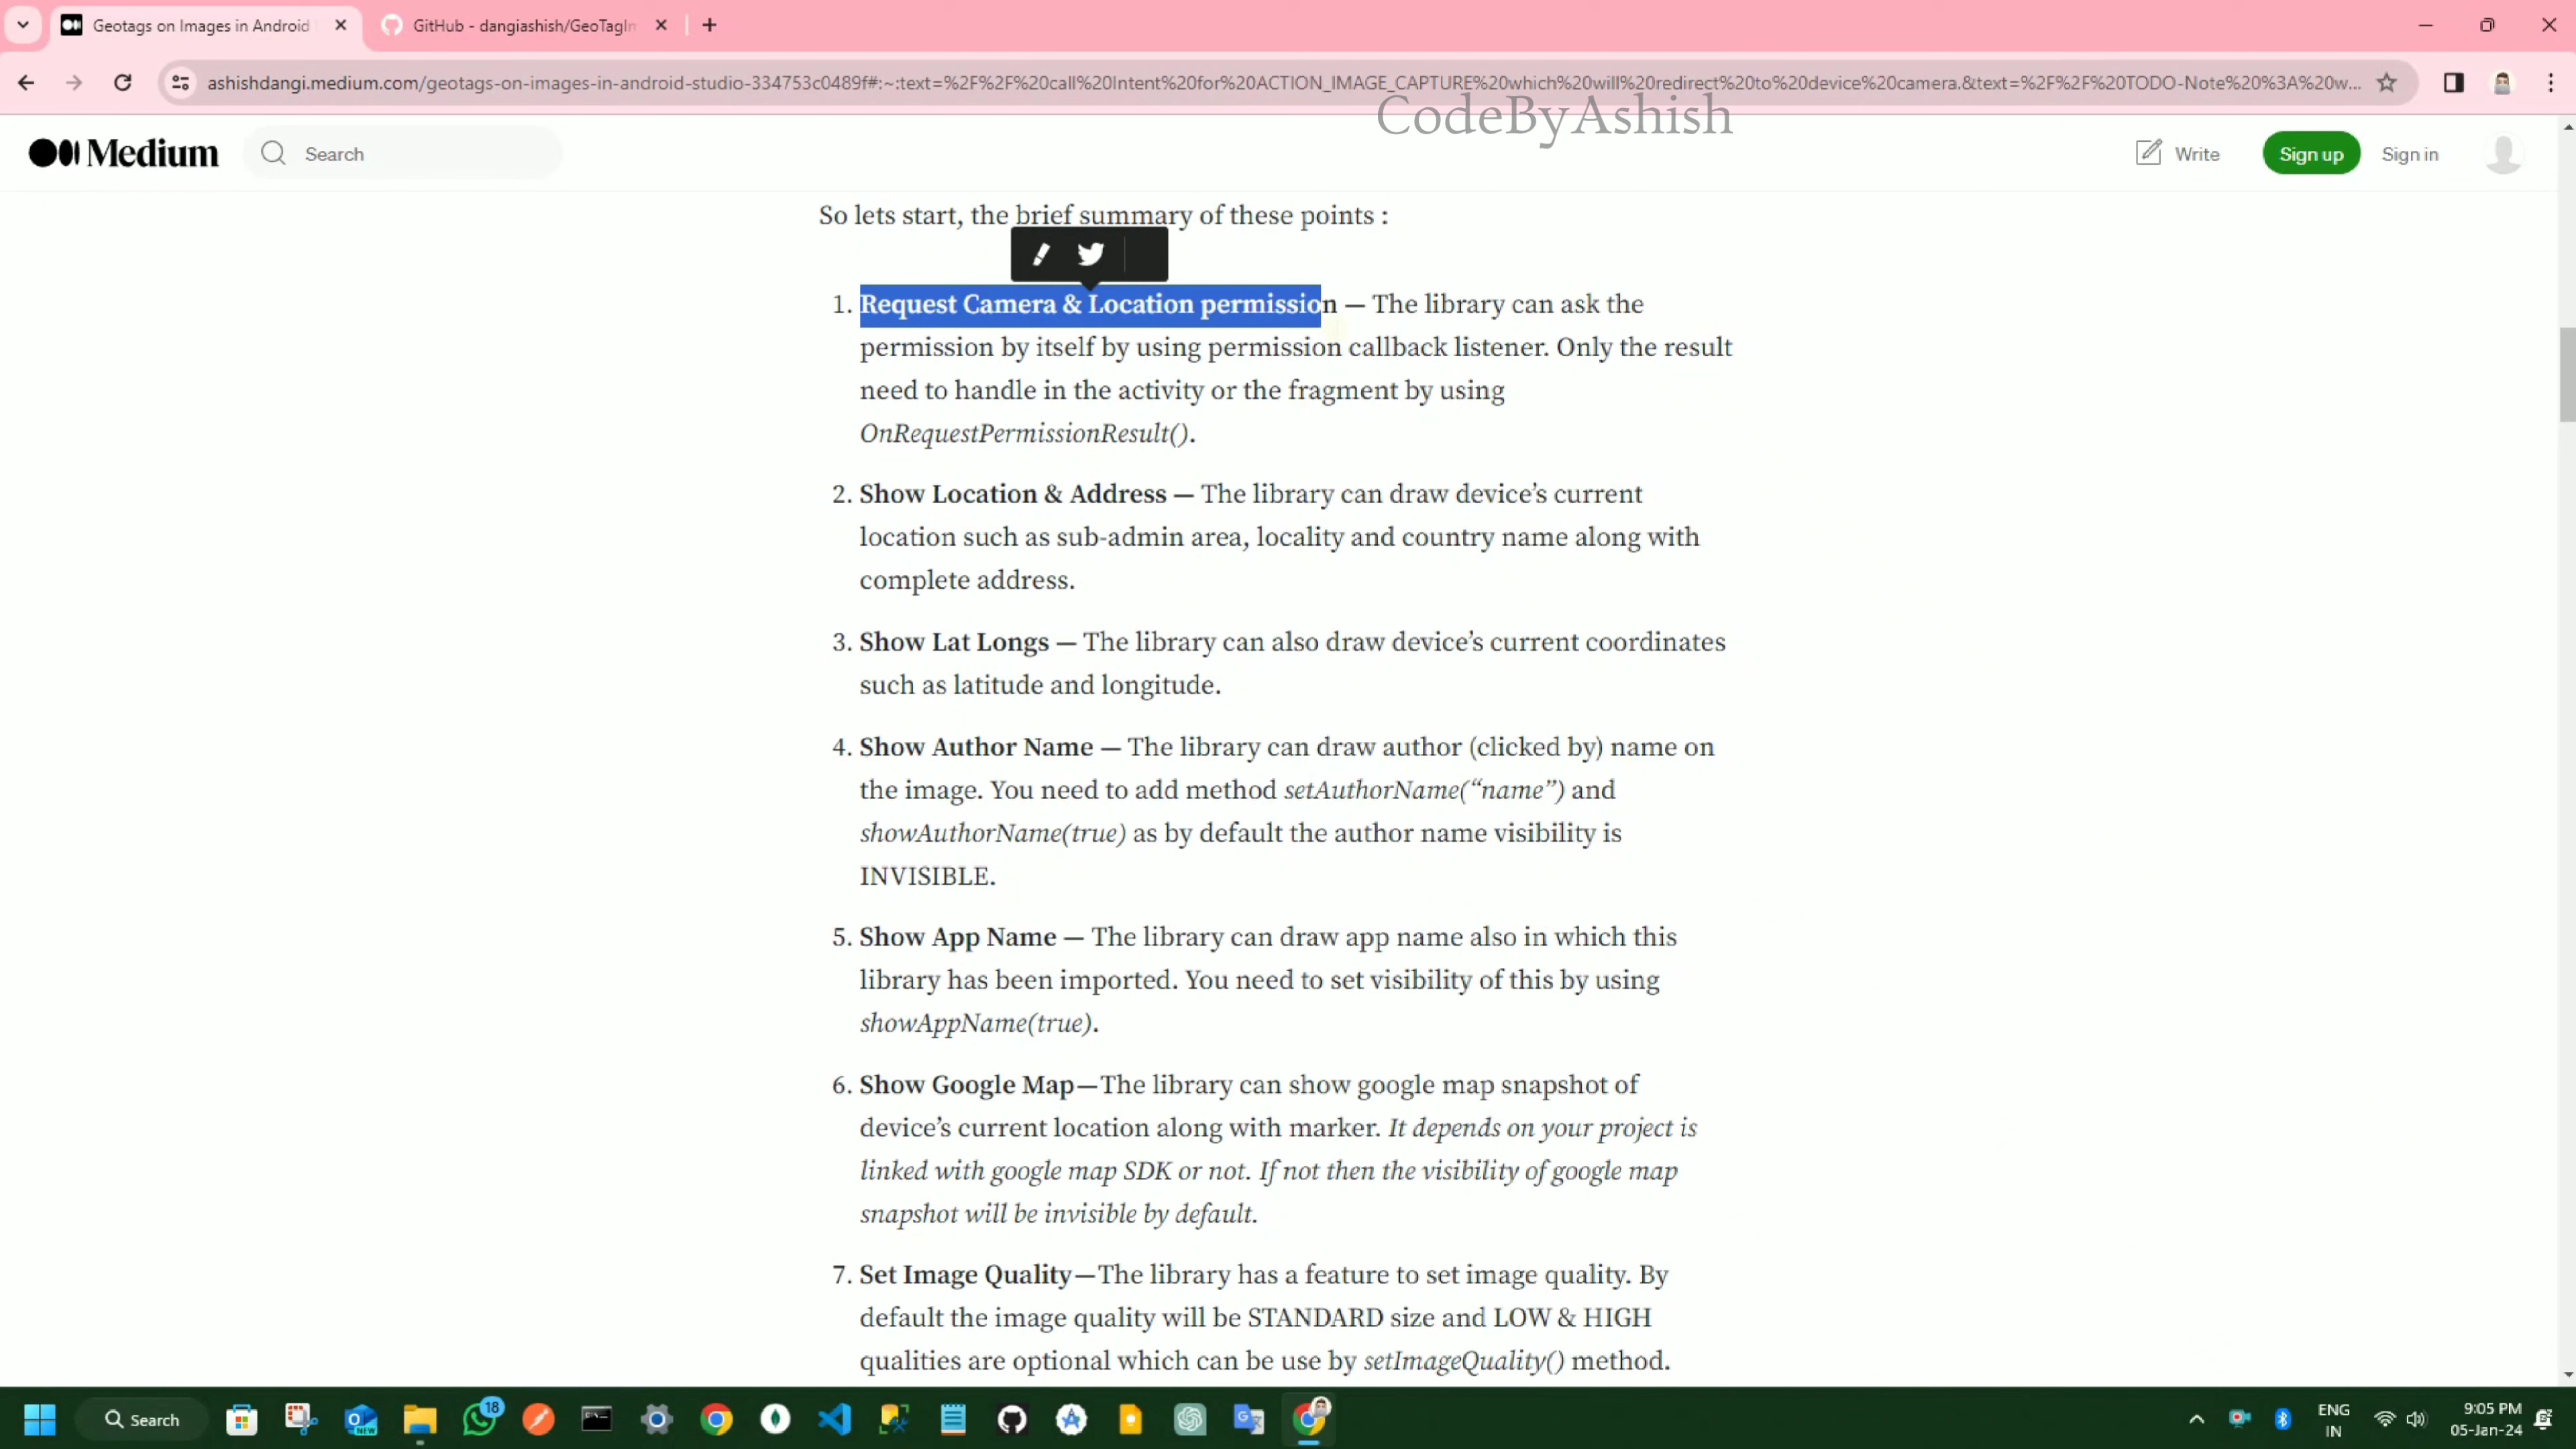 Geotags on Images in Android
GitHub - dangiashish/GeoTagIm
ashishdangi.medium.com/geotags-on-images-in-android-studio-334753c0489f#:~:text=%2F%2F%20call%20Intent%20for%20ACTION_IMAGE_CAPTURE%20which%20will%20redirect%20to%20device%20camera.&text=%2F%2F%20TODO-Note%20%3A%20w...
CodeByAshish
Medium
Search
Write
Sign up
Sign in
So lets start, the brief summary of these points :
1. Request Camera & Location permission — The library can ask the
permission by itself by using permission callback listener. Only the result
need to handle in the activity or the fragment by using
OnRequestPermissionResult().
2. Show Location & Address — The library can draw device’s current
location such as sub-admin area, locality and country name along with
complete address.
3. Show Lat Longs — The library can also draw device’s current coordinates
such as latitude and longitude.
4. Show Author Name — The library can draw author (clicked by) name on
the image. You need to add method setAuthorName(“name”) and
showAuthorName(true) as by default the author name visibility is
INVISIBLE.
5. Show App Name — The library can draw app name also in which this
library has been imported. You need to set visibility of this by using
showAppName(true).
6. Show Google Map—The library can show google map snapshot of
device’s current location along with marker. It depends on your project is
linked with google map SDK or not. If not then the visibility of google map
snapshot will be invisible by default.
7. Set Image Quality—The library has a feature to set image quality. By
default the image quality will be STANDARD size and LOW & HIGH
qualities are optional which can be use by setImageQuality() method.
Search
NEW
18
ENG
IN
9:05 PM
05-Jan-24